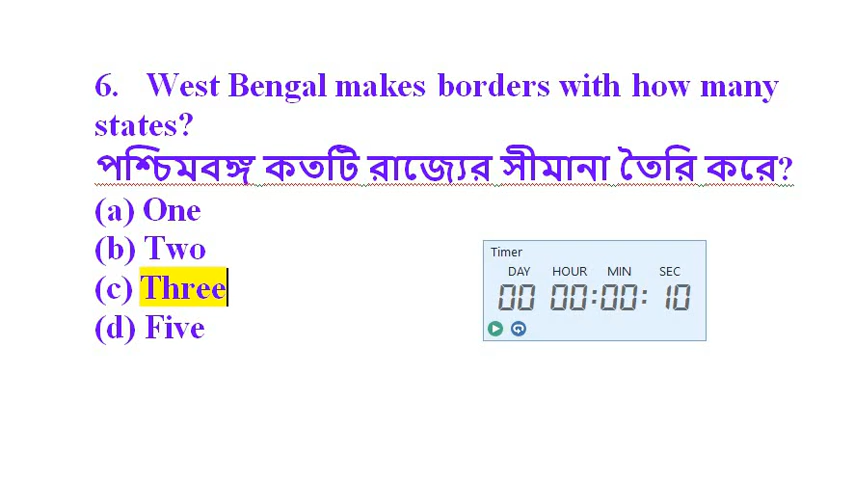 6. West Bengal makes borders with how many
states?
পশ্চিমবঙ্গ কতটি রাজ্যের সীমানা তৈরি করে?
(a) One
(b) Two
(c) Three
(d) Five
Timer
DAY HOUR MIN SEC
00 00:00: 10